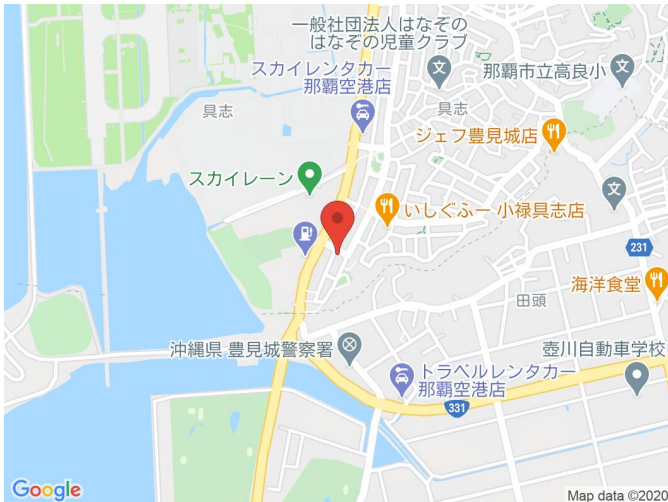 一般社団法人はなぞの
はなぞの児童クラブ
スカイレンタカー
那覇空港店
那覇市立高良小
文
文
具志
具志
ジェフ豊見城店
スカイレーン
文
いしぐふー 小禄具志店
231
海洋食堂
田頭
沖縄県 豊見城警察署
壺川自動車学校
トラベルレンタカー
那覇空港店
331
Google
Map data ©2020